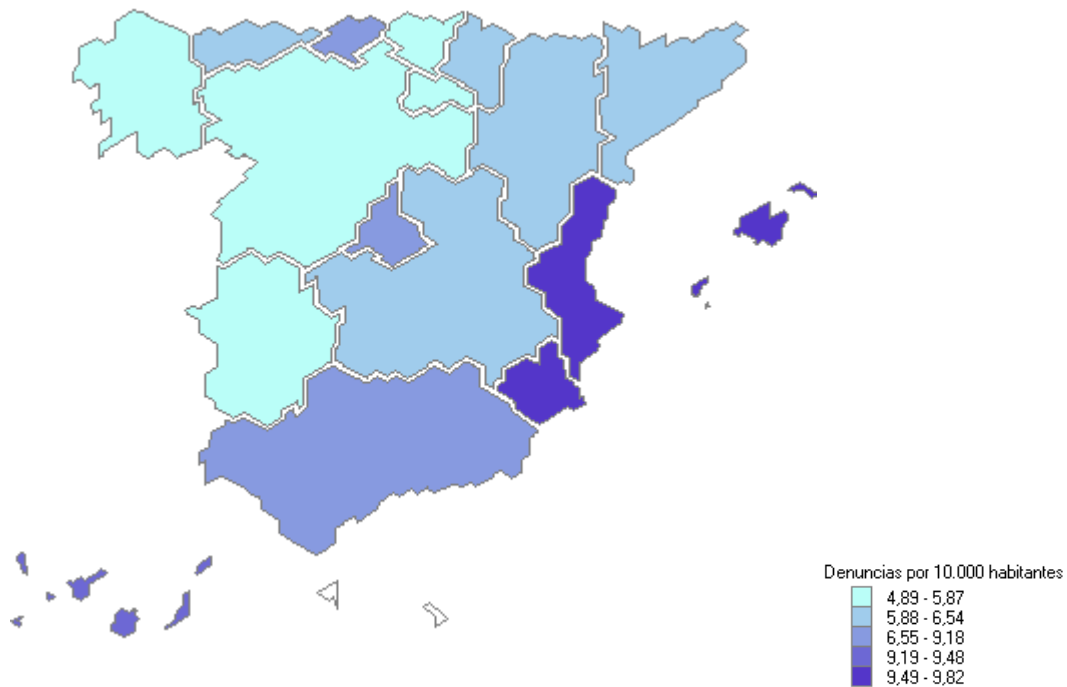 Denuncias por 10.000 habitantes
4,89 - 5,87
5,88 - 6,54
6,55 - 9,18
9,19 - 9,48
9,49 - 9,82